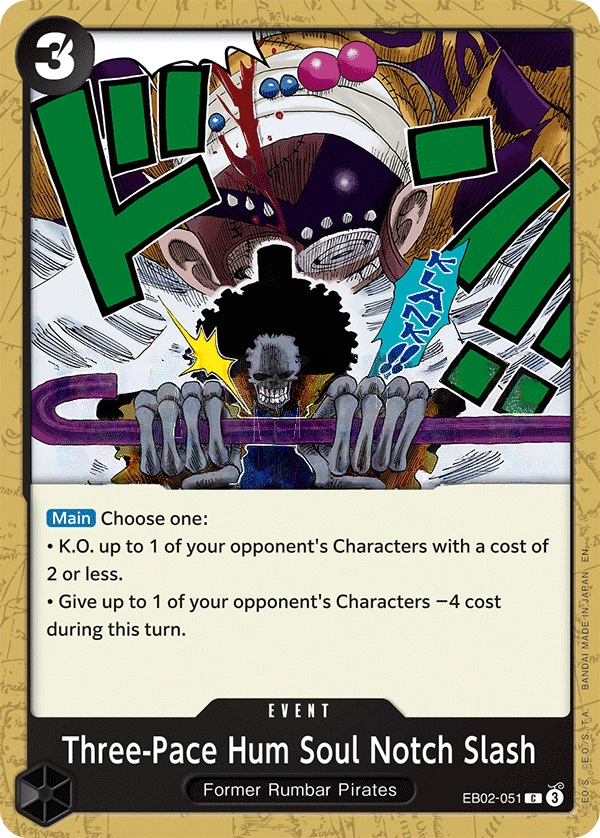 3
ドン!!
KLANK!!
Main Choose one:
• K.O. up to 1 of your opponent's Characters with a cost of
2 or less.
• Give up to 1 of your opponent's Characters −4 cost
during this turn.
EVENT
Three-Pace Hum Soul Notch Slash
Former Rumbar Pirates
EB02-051 C 3
©E.O./S. ©E.O./S.,T.A. BANDAI MADE IN JAPAN EN